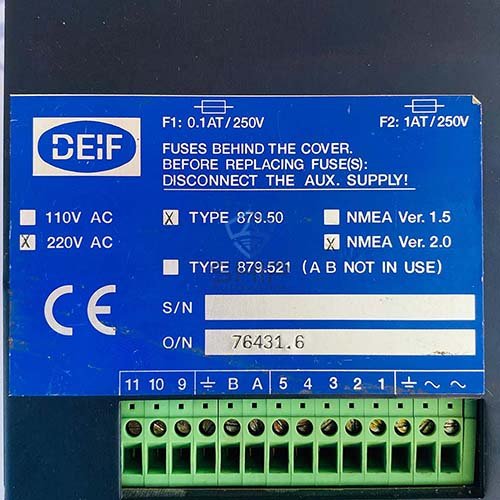 F1: 0.1AT/250V
F2: 1AT/250V
DEIF
FUSES BEHIND THE COVER.
BEFORE REPLACING FUSE(S):
DISCONNECT THE AUX. SUPPLY!
110V AC
X TYPE 879.50
NMEA Ver. 1.5
X 220V AC
X NMEA Ver. 2.0
TYPE 879.521 (A B NOT IN USE)
CE
S/N
O/N 76431.6
11 10 9 ⏚ B A 5 4 3 2 1 ⏚ ~ ~